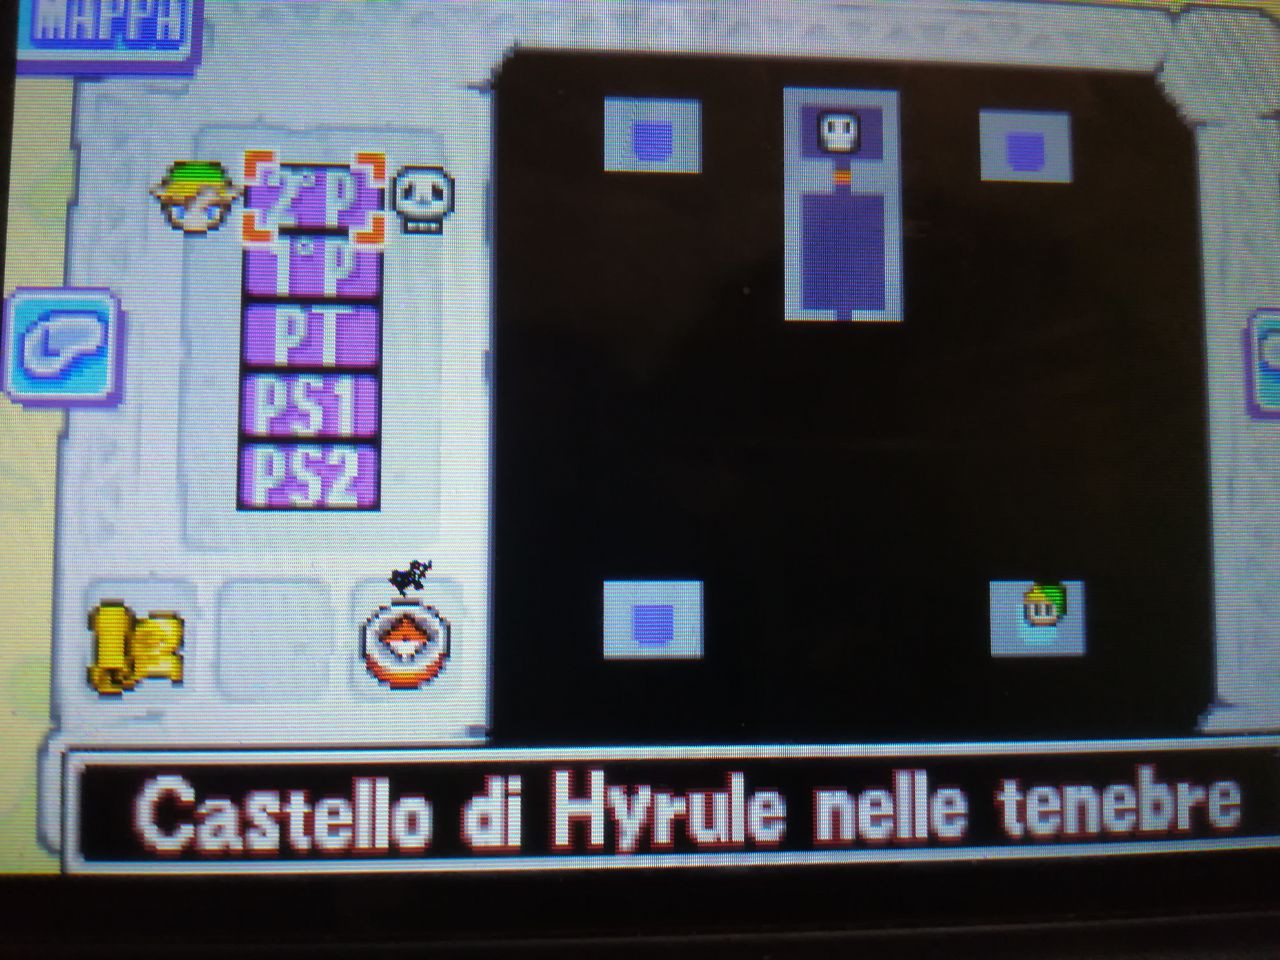 MAPPA
2° P
1° P
PT
PS1
PS2
Castello di Hyrule nelle tenebre